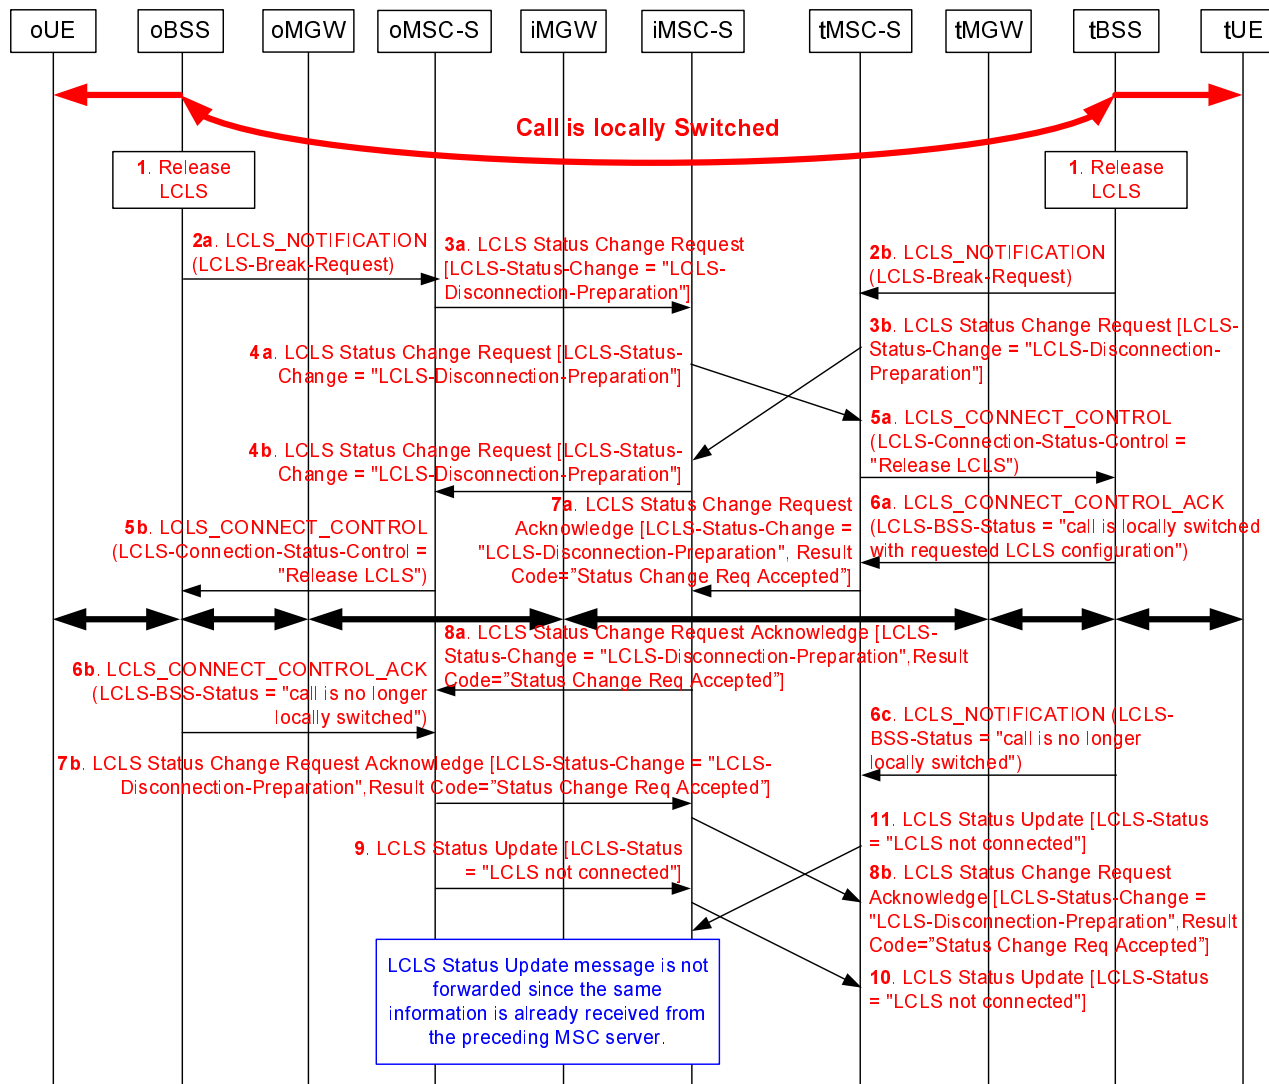 oUE oBSS oMGW oMSC-S iMGW iMSC-S tMSC-S tMGW tBSS tUE
Call is locally Switched
1. Release
LCLS
1. Release
LCLS
2a. LCLS_NOTIFICATION
(LCLS-Break-Request)
3a. LCLS Status Change Request
[LCLS-Status-Change = "LCLS-
Disconnection-Preparation"]
2b. LCLS_NOTIFICATION
(LCLS-Break-Request)
3b. LCLS Status Change Request [LCLS-
Status-Change = "LCLS-Disconnection-
Preparation"]
4a. LCLS Status Change Request [LCLS-Status-
Change = "LCLS-Disconnection-Preparation"]
5a. LCLS_CONNECT_CONTROL
(LCLS-Connection-Status-Control =
"Release LCLS")
4b. LCLS Status Change Request [LCLS-Status-
Change = "LCLS-Disconnection-Preparation"]
7a. LCLS Status Change Request
Acknowledge [LCLS-Status-Change =
"LCLS-Disconnection-Preparation", Result
Code=”Status Change Req Accepted”]
6a. LCLS_CONNECT_CONTROL_ACK
(LCLS-BSS-Status = "call is locally switched
with requested LCLS configuration")
5b. LCLS_CONNECT_CONTROL
(LCLS-Connection-Status-Control =
"Release LCLS")
8a. LCLS Status Change Request Acknowledge [LCLS-
Status-Change = "LCLS-Disconnection-Preparation",Result
Code=”Status Change Req Accepted”]
6b. LCLS_CONNECT_CONTROL_ACK
(LCLS-BSS-Status = "call is no longer
locally switched")
6c. LCLS_NOTIFICATION (LCLS-
BSS-Status = "call is no longer
locally switched")
7b. LCLS Status Change Request Acknowledge [LCLS-Status-Change = "LCLS-
Disconnection-Preparation",Result Code=”Status Change Req Accepted”]
11. LCLS Status Update [LCLS-Status
= "LCLS not connected"]
9. LCLS Status Update [LCLS-Status
= "LCLS not connected"]
8b. LCLS Status Change Request
Acknowledge [LCLS-Status-Change =
"LCLS-Disconnection-Preparation",Result
Code=”Status Change Req Accepted”]
10. LCLS Status Update [LCLS-Status
= "LCLS not connected"]
LCLS Status Update message is not
forwarded since the same
information is already received from
the preceding MSC server.